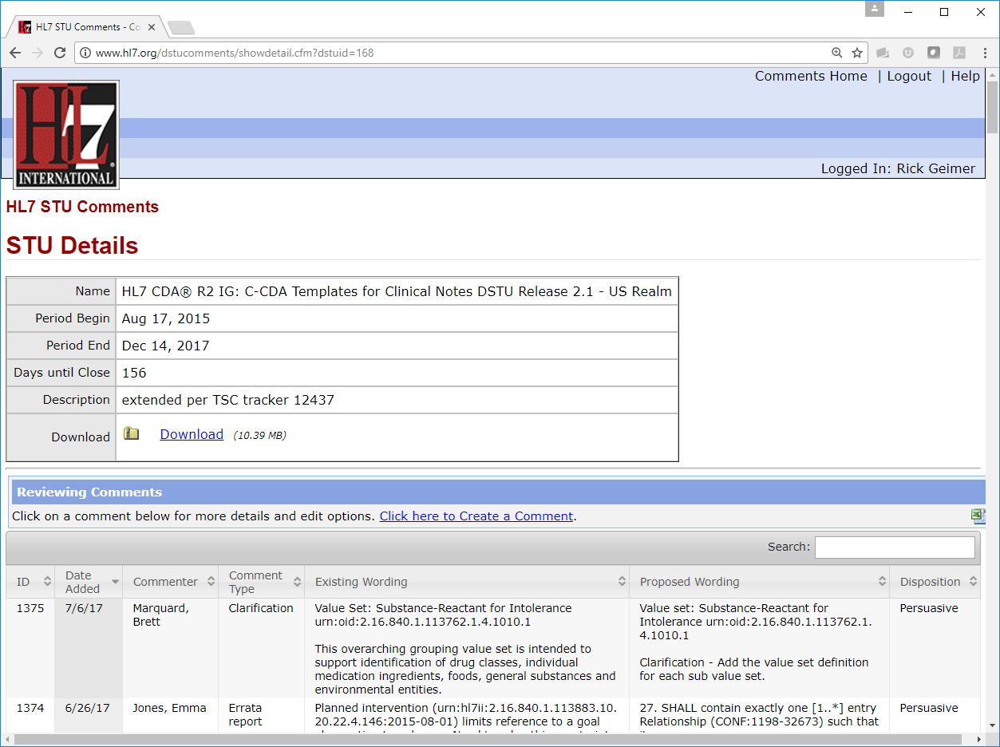 HL7 STU Comments - Co
www.hl7.org/dstucomments/showdetail.cfm?dstuid=168
Comments Home | Logout | Help
HL7
INTERNATIONAL
Logged In: Rick Geimer
HL7 STU Comments
STU Details
Name HL7 CDA® R2 IG: C-CDA Templates for Clinical Notes DSTU Release 2.1 - US Realm
Period Begin Aug 17, 2015
Period End Dec 14, 2017
Days until Close 156
Description extended per TSC tracker 12437
Download Download (10.39 MB)
Reviewing Comments
Click on a comment below for more details and edit options. Click here to Create a Comment.
Search:
ID Date Added Commenter Comment Type Existing Wording Proposed Wording Disposition
1375 7/6/17 Marquard, Brett Clarification
Value Set: Substance-Reactant for Intolerance
urn:oid:2.16.840.1.113762.1.4.1010.1
This overarching grouping value set is intended to
support identification of drug classes, individual
medication ingredients, foods, general substances and
environmental entities.
Value set: Substance-Reactant for
Intolerance urn:oid:2.16.840.1.113762.1.
4.1010.1
Clarification - Add the value set definition
for each sub value set.
Persuasive
1374 6/26/17 Jones, Emma Errata report
Planned intervention (urn:hl7ii:2.16.840.1.113883.10.
20.22.4.146:2015-08-01) limits reference to a goal
27. SHALL contain exactly one [1..*] entry
Relationship (CONF:1198-32673) such that
Persuasive